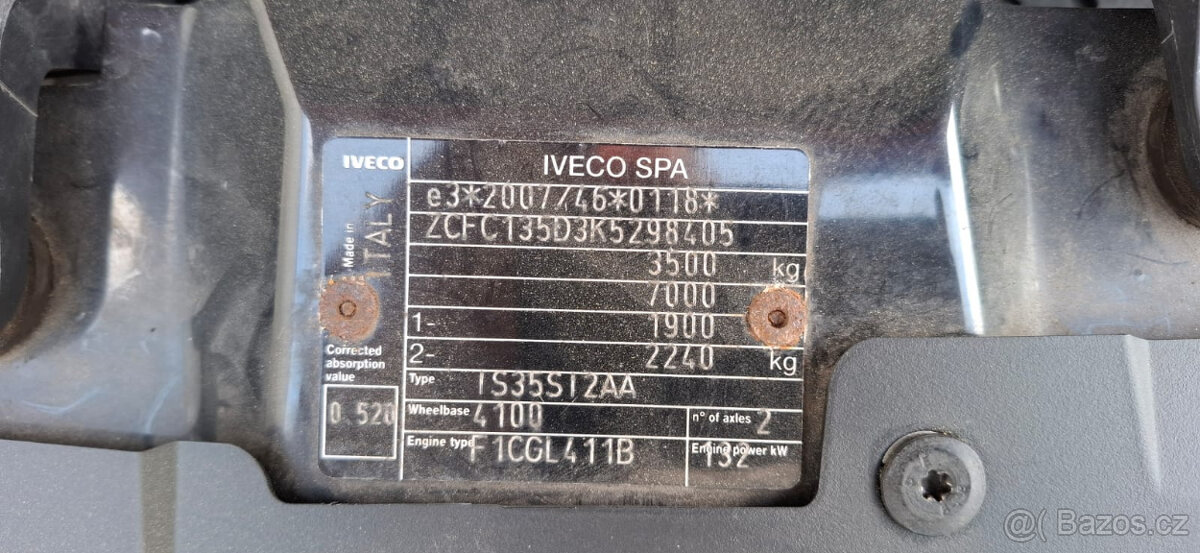 IVECO
IVECO SPA
Made in
ITALY
e3*2007/46*0118*
ZCFC135D3K5298405
3500 kg
7000
1- 1900
2- 2240 kg
Corrected
absorption
value
0.520
Type IS35SI2AA
Wheelbase 4100
n° of axles 2
Engine type F1CGL411B
Engine power kW 132
@( Bazos.cz